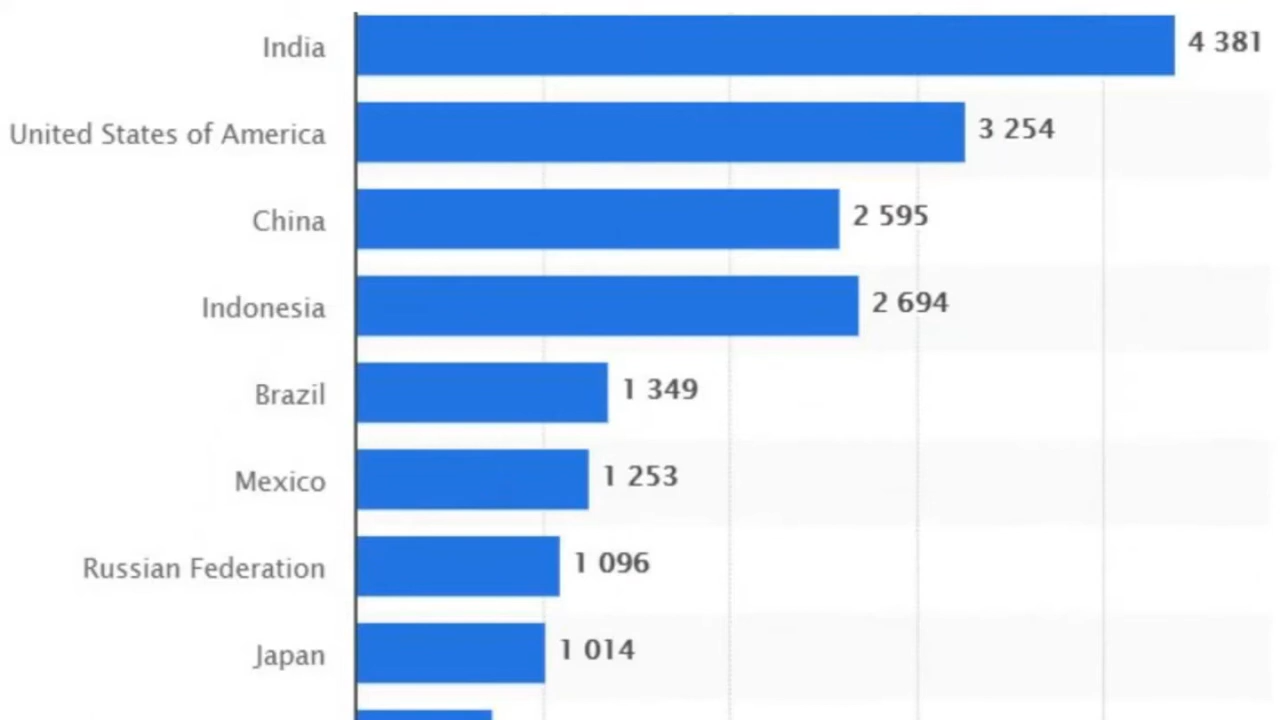 India 4 381
United States of America 3 254
China 2 595
Indonesia 2 694
Brazil 1 349
Mexico 1 253
Russian Federation 1 096
Japan 1 014